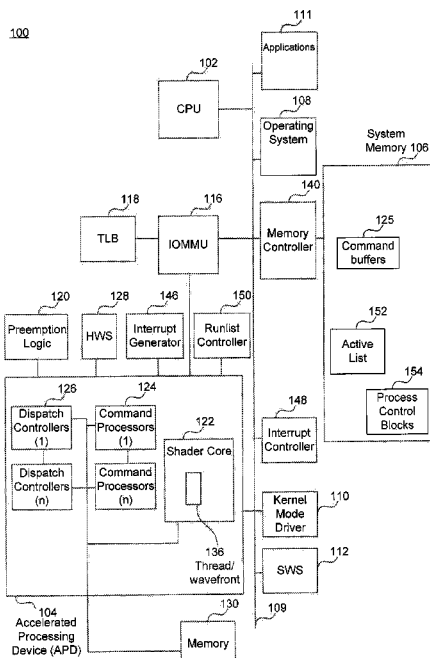 100
111
Applications
102
CPU
108
Operating
System
System
Memory 106
118
TLB
116
IOMMU
140
Memory
Controller
125
Command
buffers
120
Preemption
Logic
128
HWS
146
Interrupt
Generator
150
Runlist
Controller
152
Active
List
154
Process
Control
Blocks
126
Dispatch
Controllers
(1)
124
Command
Processors
(1)
122
Shader Core
148
Interrupt
Controller
Dispatch
Controllers
(n)
Command
Processors
(n)
136
Thread/
wavefront
110
Kernel
Mode
Driver
112
SWS
104
Accelerated
Processing
Device (APD)
130
Memory
109